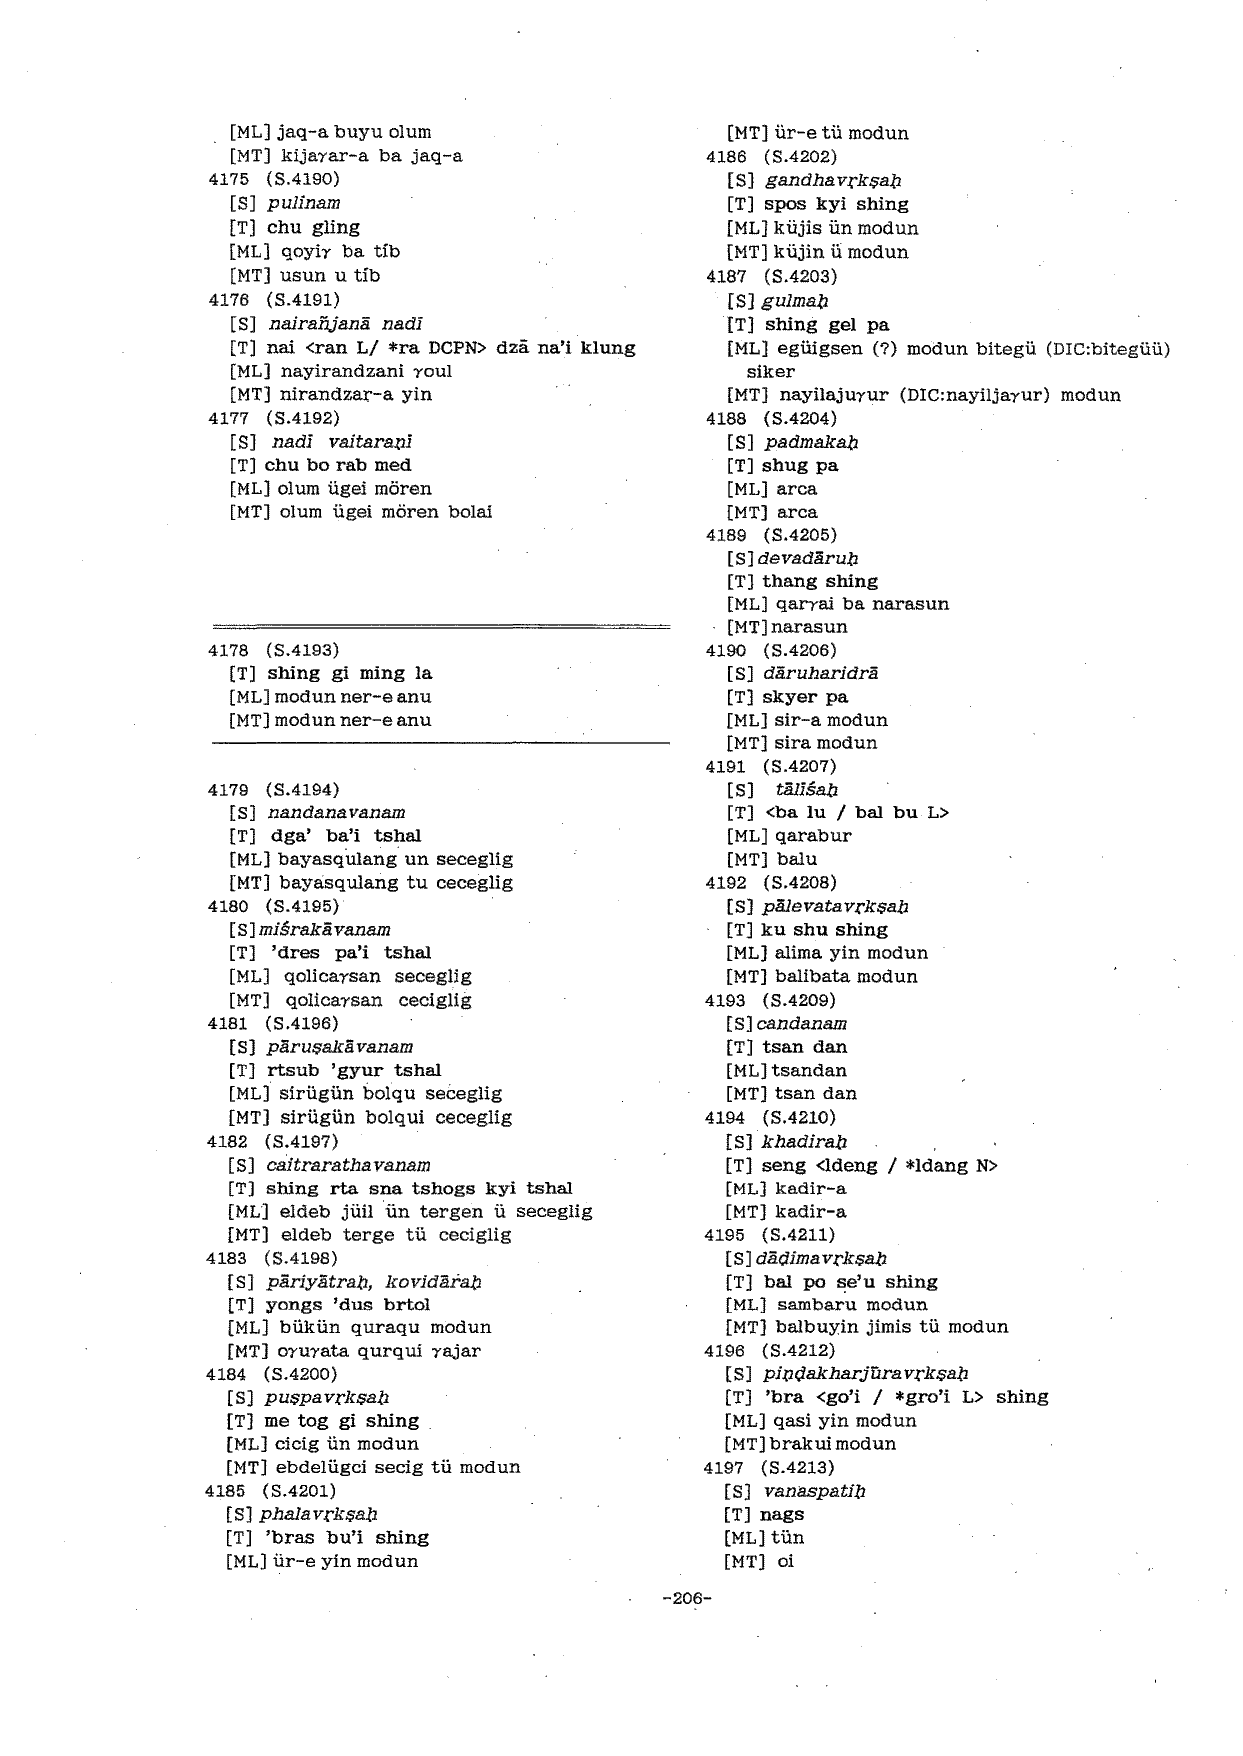 [ML] jaq-a buyu olum
[MT] kijaγar-a ba jaq-a
4175 (S.4190)
[S] pulinam
[T] chu gling
[ML] qoyiγ ba tíb
[MT] usun u tíb
4176 (S.4191)
[S] nairañjanā nadī
[T] nai <ran L/ *ra DCPN> dzā na'i klung
[ML] nayirandzani γoul
[MT] nirandzar-a yin
4177 (S.4192)
[S] nadī vaitaraṇī
[T] chu bo rab med
[ML] olum ügei mören
[MT] olum ügei mören bolai
4178 (S.4193)
[T] shing gi ming la
[ML] modun ner-e anu
[MT] modun ner-e anu
4179 (S.4194)
[S] nandanavanam
[T] dga' ba'i tshal
[ML] bayasqulang un seceglig
[MT] bayasqulang tu ceceglig
4180 (S.4195)
[S] miśrakāvanam
[T] 'dres pa'i tshal
[ML] qolicaγsan seceglig
[MT] qolicaγsan ceciglig
4181 (S.4196)
[S] pāruṣakāvanam
[T] rtsub 'gyur tshal
[ML] sirügün bolqu seceglig
[MT] sirügün bolqui ceceglig
4182 (S.4197)
[S] caitrarathavanam
[T] shing rta sna tshogs kyi tshal
[ML] eldeb jüil ün tergen ü seceglig
[MT] eldeb terge tü ceciglig
4183 (S.4198)
[S] pāriyātraḥ, kovidāraḥ
[T] yongs 'dus brtol
[ML] bükün quraqu modun
[MT] oγuγata qurqui γajar
4184 (S.4200)
[S] puṣpavṛkṣaḥ
[T] me tog gi shing
[ML] cicig ün modun
[MT] ebdelügci secig tü modun
4185 (S.4201)
[S] phalavṛkṣaḥ
[T] 'bras bu'i shing
[ML] ür-e yin modun
[MT] ür-e tü modun
4186 (S.4202)
[S] gandhavṛkṣaḥ
[T] spos kyi shing
[ML] küjis ün modun
[MT] küjin ü modun
4187 (S.4203)
[S] gulmaḥ
[T] shing gel pa
[ML] egüigsen (?) modun bitegü (DIC:bitegüü)
siker
[MT] nayilajuγur (DIC:nayiljaγur) modun
4188 (S.4204)
[S] padmakaḥ
[T] shug pa
[ML] arca
[MT] arca
4189 (S.4205)
[S] devadāruḥ
[T] thang shing
[ML] qarγai ba narasun
[MT] narasun
4190 (S.4206)
[S] dāruharidrā
[T] skyer pa
[ML] sir-a modun
[MT] sira modun
4191 (S.4207)
[S] tālīśaḥ
[T] <ba lu / bal bu L>
[ML] qarabur
[MT] balu
4192 (S.4208)
[S] pālevatavṛkṣaḥ
[T] ku shu shing
[ML] alima yin modun
[MT] balibata modun
4193 (S.4209)
[S] candanam
[T] tsan dan
[ML] tsandan
[MT] tsan dan
4194 (S.4210)
[S] khadiraḥ
[T] seng <ldeng / *ldang N>
[ML] kadir-a
[MT] kadir-a
4195 (S.4211)
[S] dāḍimavṛkṣaḥ
[T] bal po se'u shing
[ML] sambaru modun
[MT] balbuyin jimis tü modun
4196 (S.4212)
[S] piṇḍakharjūravṛkṣaḥ
[T] 'bra <go'i / *gro'i L> shing
[ML] qasi yin modun
[MT] brakui modun
4197 (S.4213)
[S] vanaspatiḥ
[T] nags
[ML] tün
[MT] oi
-206-